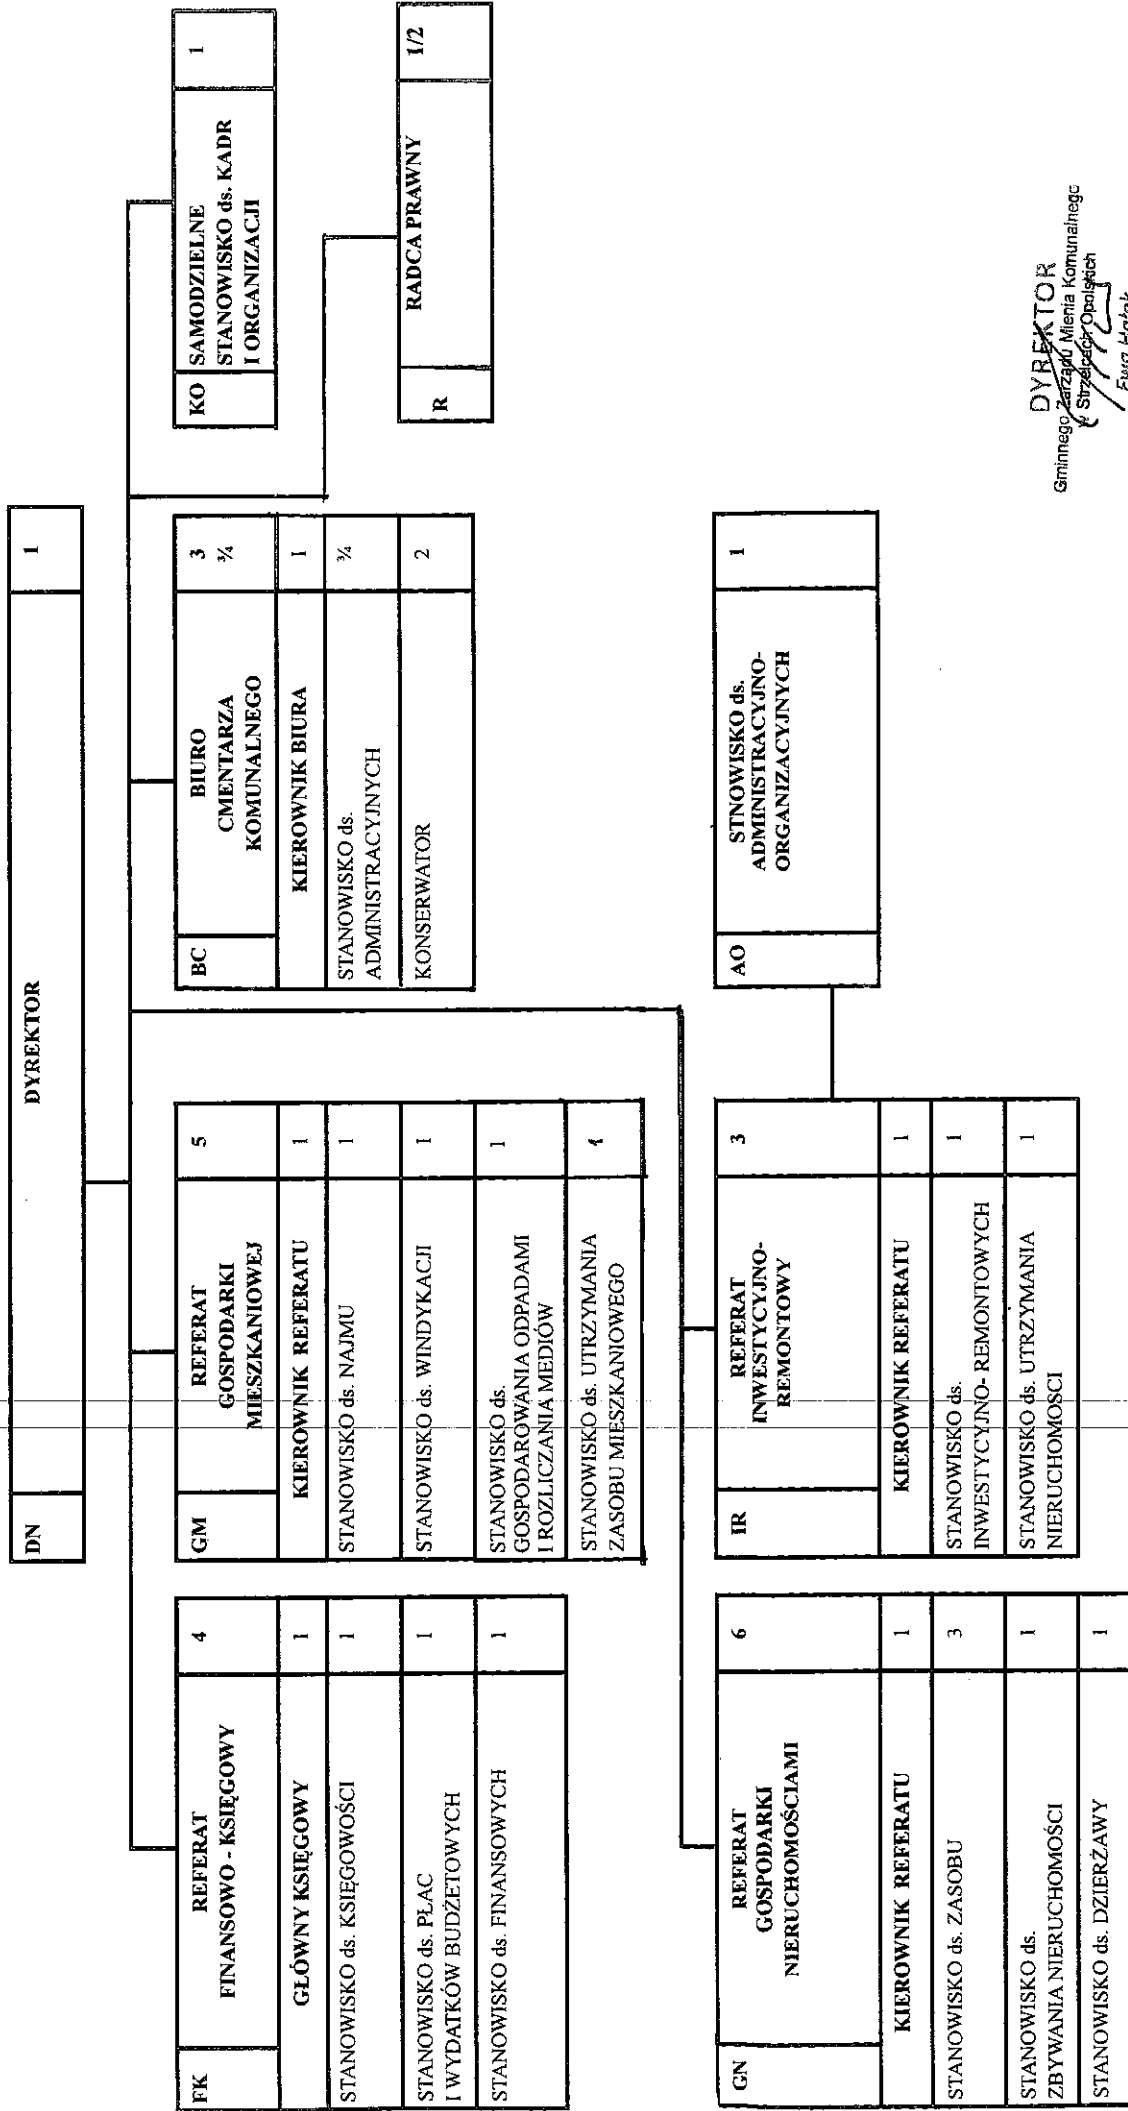 DN
DYREKTOR
1
FK
REFERAT
FINANSOWO - KSIĘGOWY
4
GŁÓWNY KSIĘGOWY
1
STANOWISKO ds. KSIĘGOWOŚCI
1
STANOWISKO ds. PŁAC
I WYDATKÓW BUDŻETOWYCH
1
STANOWISKO ds. FINANSOWYCH
1
GM
REFERAT
GOSPODARKI
MIESZKANIOWEJ
5
KIEROWNIK REFERATU
1
STANOWISKO ds. NAJMU
1
STANOWISKO ds. WINDYKACJI
1
STANOWISKO ds.
GOSPODAROWANIA ODPADAMI
I ROZLICZANIA MEDIÓW
1
STANOWISKO ds. UTRZYMANIA
ZASOBU MIESZKANIOWEGO
1
BC
BIURO
CMENTARZA
KOMUNALNEGO
3
¾
KIEROWNIK BIURA
1
STANOWISKO ds.
ADMINISTRACYJNYCH
¾
KONSERWATOR
2
KO
SAMODZIELNE
STANOWISKO ds. KADR
I ORGANIZACJI
1
R
RADCA PRAWNY
1/2
GN
REFERAT
GOSPODARKI
NIERUCHOMOŚCIAMI
6
KIEROWNIK REFERATU
1
STANOWISKO ds. ZASOBU
3
STANOWISKO ds.
ZBYWANIA NIERUCHOMOŚCI
1
STANOWISKO ds. DZIERŻAWY
1
IR
REFERAT
INWESTYCYJNO-
REMONTOWY
3
KIEROWNIK REFERATU
1
STANOWISKO ds.
INWESTYCYJNO- REMONTOWYCH
1
STANOWISKO ds. UTRZYMANIA
NIERUCHOMOSCI
1
AO
STNOWISKO ds.
ADMINISTRACYJNO-
ORGANIZACYJNYCH
1
DYREKTOR
Gminnego Zarządu Mienia Komunalnego
w Strzelcach Opolskich
Ewa